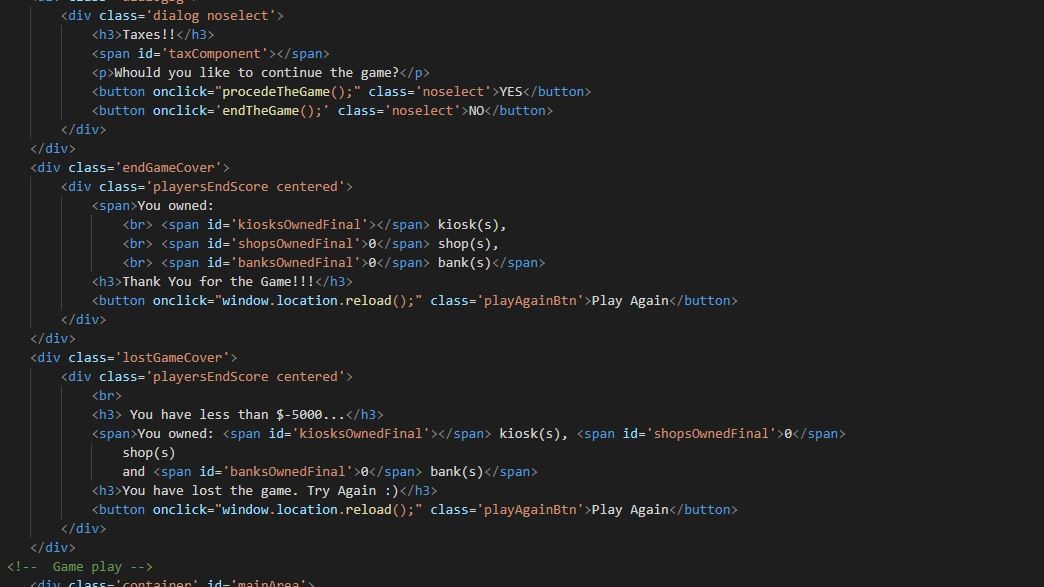 <div class='dialog noselect'>
<h3>Taxes!!</h3>
<span id='taxComponent'></span>
<p>Whould you like to continue the game?</p>
<button onclick="procedeTheGame();" class='noselect'>YES</button>
<button onclick='endTheGame();' class='noselect'>NO</button>
</div>
</div>
<div class='endGameCover'>
<div class='playersEndScore centered'>
<span>You owned:
<br> <span id='kiosksOwnedFinal'></span> kiosk(s),
<br> <span id='shopsOwnedFinal'>0</span> shop(s),
<br> <span id='banksOwnedFinal'>0</span> bank(s)</span>
<h3>Thank You for the Game!!!</h3>
<button onclick="window.location.reload();" class='playAgainBtn'>Play Again</button>
</div>
</div>
<div class='lostGameCover'>
<div class='playersEndScore centered'>
<br>
<h3> You have less than $-5000...</h3>
<span>You owned: <span id='kiosksOwnedFinal'></span> kiosk(s), <span id='shopsOwnedFinal'>0</span>
shop(s)
and <span id='banksOwnedFinal'>0</span> bank(s)</span>
<h3>You have lost the game. Try Again :)</h3>
<button onclick="window.location.reload();" class='playAgainBtn'>Play Again</button>
</div>
</div>
<!--  Game play -->
<div class='container' id='mainArea'>